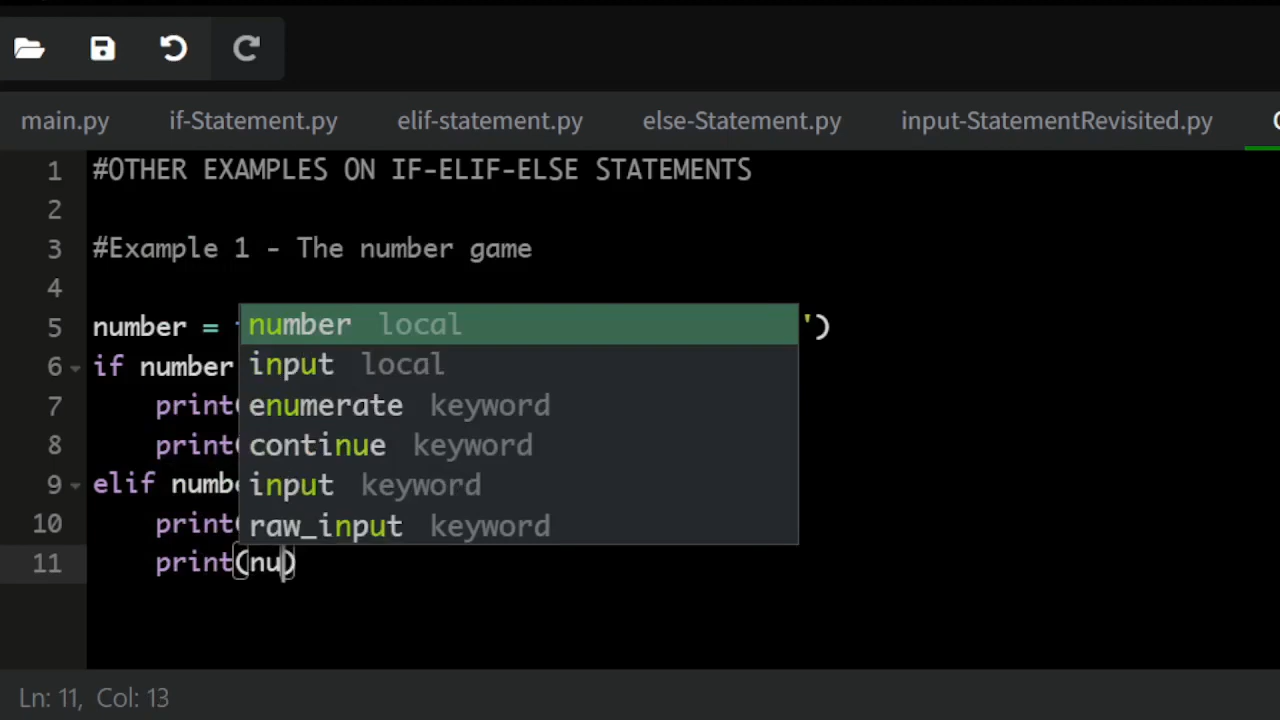 main.py if-Statement.py elif-statement.py else-Statement.py input-StatementRevisited.py
1 #OTHER EXAMPLES ON IF-ELIF-ELSE STATEMENTS
2
3 #Example 1 - The number game
4
5 number = ')
number local
6 if number
input local
7 print(
enumerate keyword
8 print(
continue keyword
9 elif numbe
input keyword
10 print(
raw_input keyword
11 print(nu)
Ln: 11, Col: 13